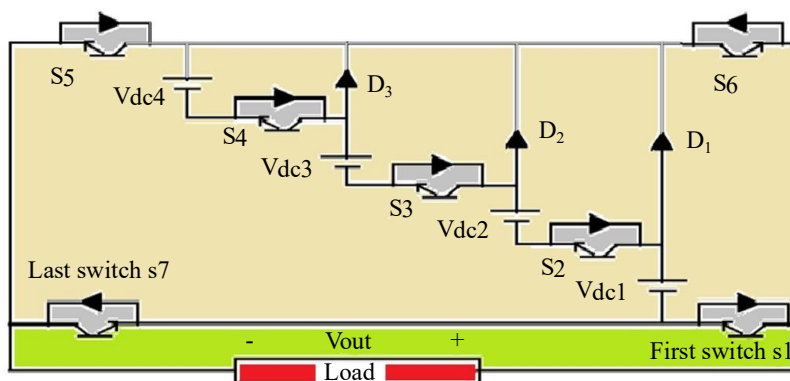 S5
S6
Vdc4
D3
S4
D2
D1
Vdc3
S3
Vdc2
S2
Last switch s7
Vdc1
- Vout +
First switch s1
Load